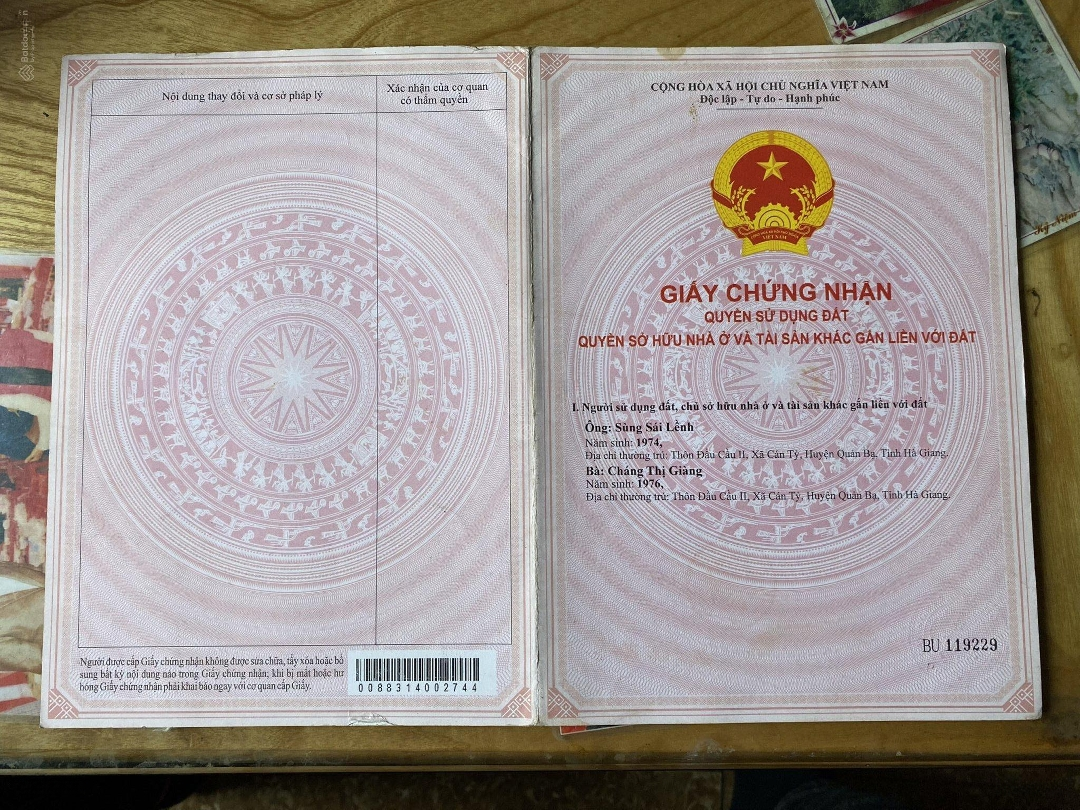 Nội dung thay đổi và cơ sở pháp lý
Xác nhận của cơ quan
có thẩm quyền
Người được cấp Giấy chứng nhận không được sửa chữa, tẩy xóa hoặc bổ
sung bất kỳ nội dung nào trong Giấy chứng nhận; khi bị mất hoặc hư
hỏng Giấy chứng nhận phải khai báo ngay với cơ quan cấp Giấy.
0088314002744
CỘNG HÒA XÃ HỘI CHỦ NGHĨA VIỆT NAM
Độc lập - Tự do - Hạnh phúc
VIỆT NAM
GIẤY CHỨNG NHẬN
QUYỀN SỬ DỤNG ĐẤT
QUYỀN SỞ HỮU NHÀ Ở VÀ TÀI SẢN KHÁC GẮN LIỀN VỚI ĐẤT
I. Người sử dụng đất, chủ sở hữu nhà ở và tài sản khác gắn liền với đất
Ông: Sùng Sái Lềnh
Năm sinh: 1974,
Địa chỉ thường trú: Thôn Đầu Cầu II, Xã Cán Tỷ, Huyện Quản Bạ, Tỉnh Hà Giang.
Bà: Cháng Thị Giàng
Năm sinh: 1976,
Địa chỉ thường trú: Thôn Đầu Cầu II, Xã Cán Tỷ, Huyện Quản Bạ, Tỉnh Hà Giang.
BU 119229
Kỷ Niệm